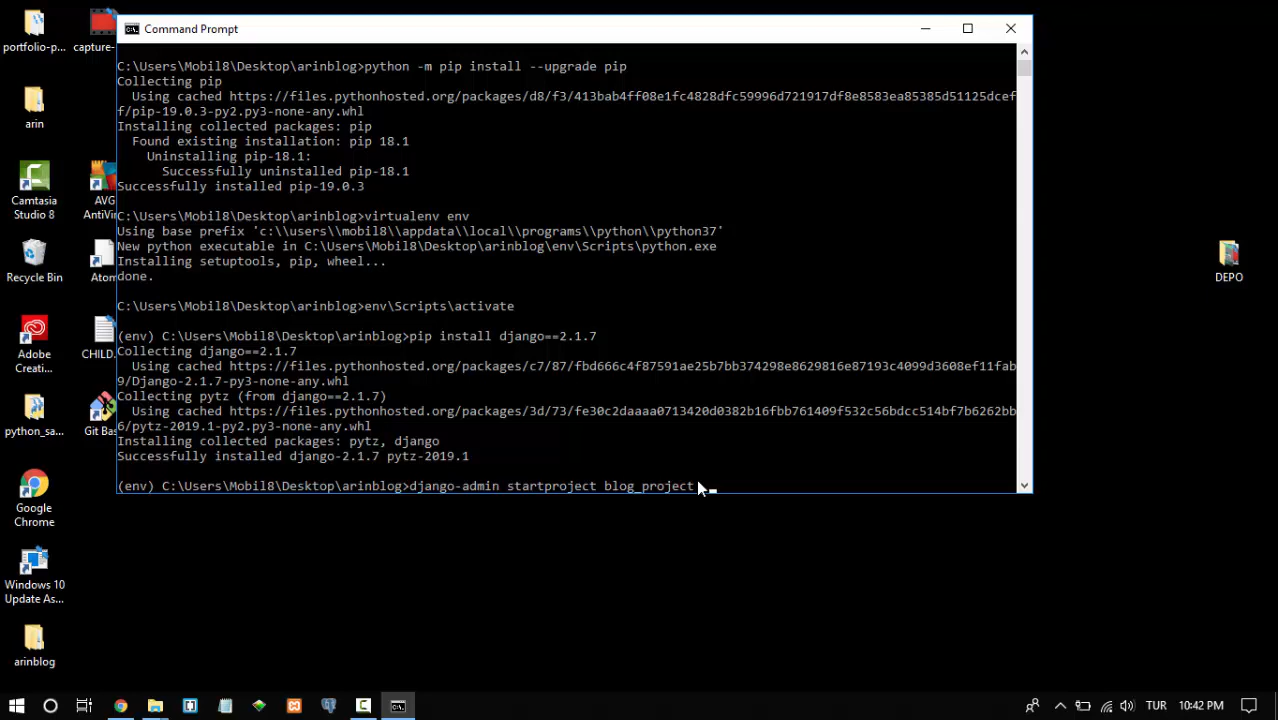 Command Prompt
C:\Users\Mobil8\Desktop\arinblog>python -m pip install --upgrade pip
Collecting pip
Using cached https://files.pythonhosted.org/packages/d8/f3/413bab4ff08e1fc4828dfc59996d721917df8e8583ea85385d51125dcef
f/pip-19.0.3-py2.py3-none-any.whl
Installing collected packages: pip
Found existing installation: pip 18.1
Uninstalling pip-18.1:
Successfully uninstalled pip-18.1
Successfully installed pip-19.0.3
C:\Users\Mobil8\Desktop\arinblog>virtualenv env
Using base prefix 'c:\\users\\mobil8\\appdata\\local\\programs\\python\\python37'
New python executable in C:\Users\Mobil8\Desktop\arinblog\env\Scripts\python.exe
Installing setuptools, pip, wheel...
done.
C:\Users\Mobil8\Desktop\arinblog>env\Scripts\activate
(env) C:\Users\Mobil8\Desktop\arinblog>pip install django==2.1.7
Collecting django==2.1.7
Using cached https://files.pythonhosted.org/packages/c7/87/fbd666c4f87591ae25b7bb374298e8629816e87193c4099d3608ef11fab
9/Django-2.1.7-py3-none-any.whl
Collecting pytz (from django==2.1.7)
Using cached https://files.pythonhosted.org/packages/3d/73/fe30c2daaaa0713420d0382b16fbb761409f532c56bdcc514bf7b6262bb
6/pytz-2019.1-py2.py3-none-any.whl
Installing collected packages: pytz, django
Successfully installed django-2.1.7 pytz-2019.1
(env) C:\Users\Mobil8\Desktop\arinblog>django-admin startproject blog_project
portfolio-p...
capture-
arin
Camtasia
Studio 8
AVG
AntiVir
Recycle Bin
Atom
Adobe
Creati...
CHILD.
python_sa...
Git Bas
Google
Chrome
Windows 10
Update As...
arinblog
DEPO
TUR
10:42 PM